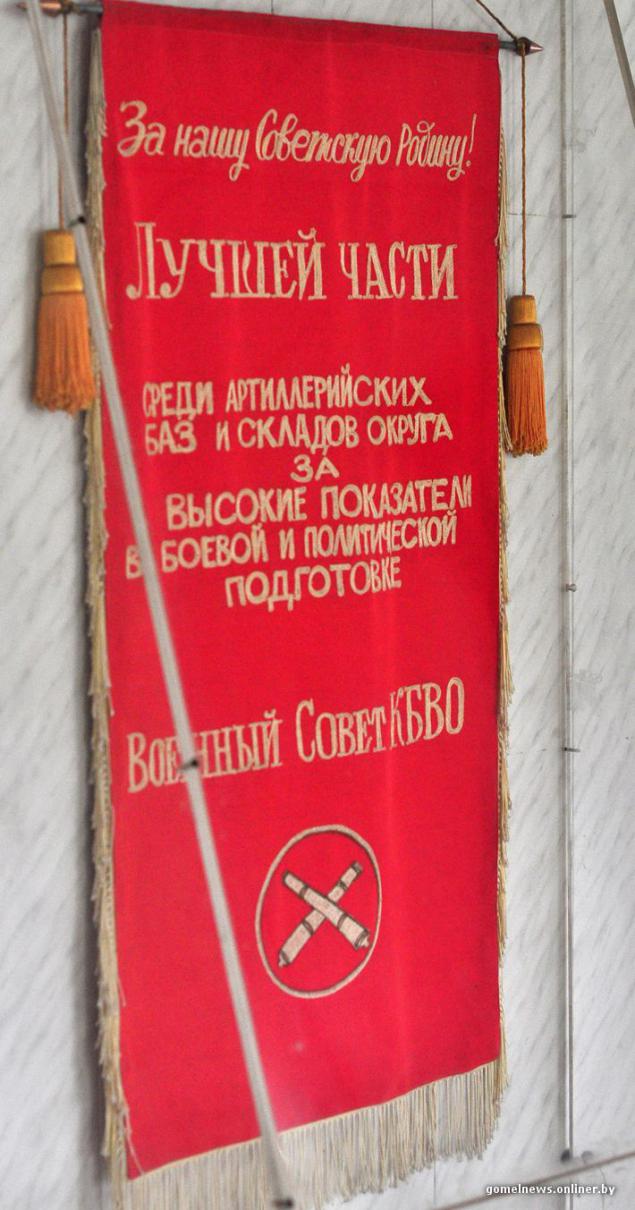 За нашу Советскую Родину!
Лучшей части
среди артиллерийских
баз и складов округа
за
высокие показатели
в боевой и политической
подготовке
Военный Совет КБВО
gomelnews.onliner.by